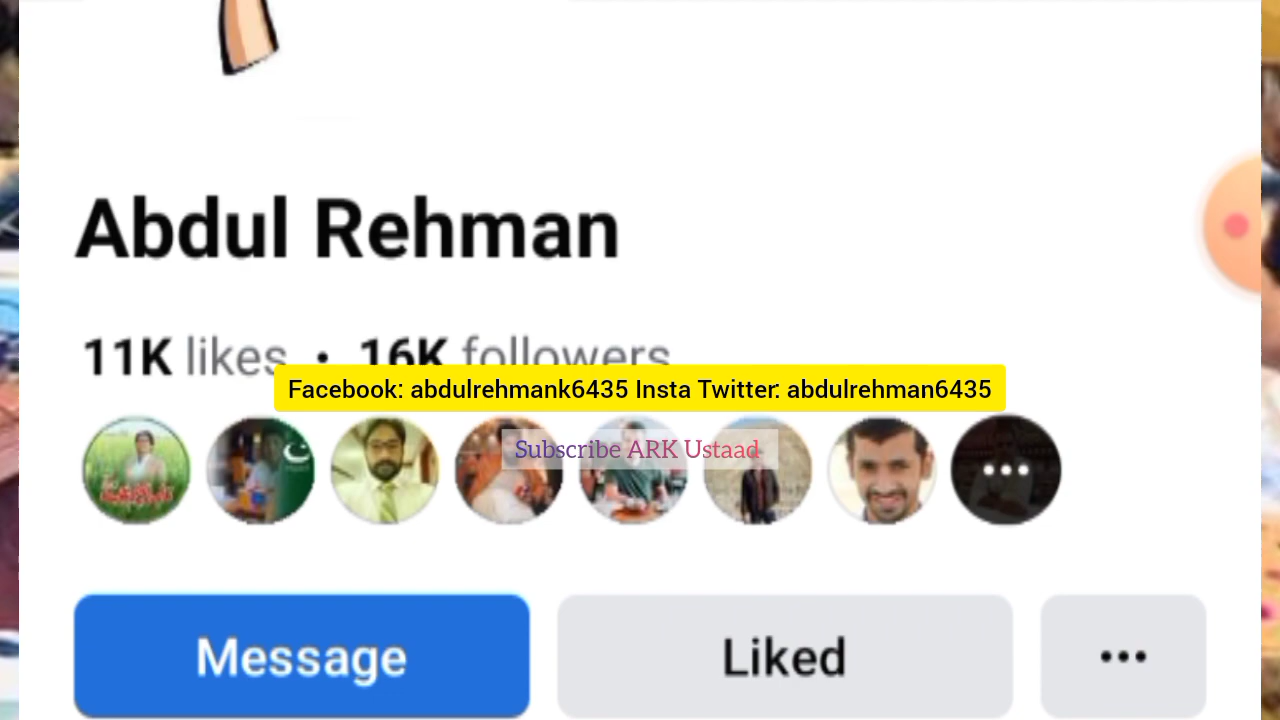 Abdul Rehman
11K likes • 16K followers
Facebook: abdulrehmank6435 Insta Twitter: abdulrehman6435
Subscribe ARK Ustaad
Message
Liked